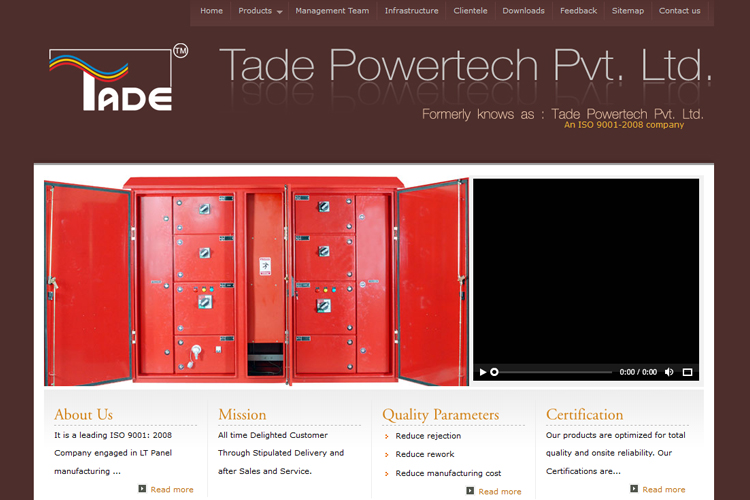 Home Products Management Team Infrastructure Clientele Downloads Feedback Sitemap Contact us
TADE TM
Tade Powertech Pvt. Ltd.
Formerly knows as : Tade Powertech Pvt. Ltd.
An ISO 9001-2008 company
0:00 / 0:00
About Us
It is a leading ISO 9001: 2008
Company engaged in LT Panel
manufacturing ...
Read more
Mission
All time Delighted Customer
Through Stipulated Delivery and
after Sales and Service.
Quality Parameters
Reduce rejection
Reduce rework
Reduce manufacturing cost
Read more
Certification
Our products are optimized for total
quality and onsite reliability. Our
Certifications are...
Read more